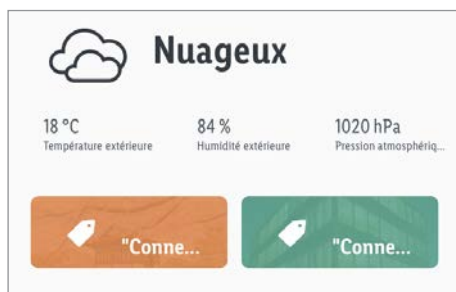 Nuageux
18 °C 84 % 1020 hPa
Température extérieure Humidité extérieure Pression atmosphériq...
"Conne... "Conne...